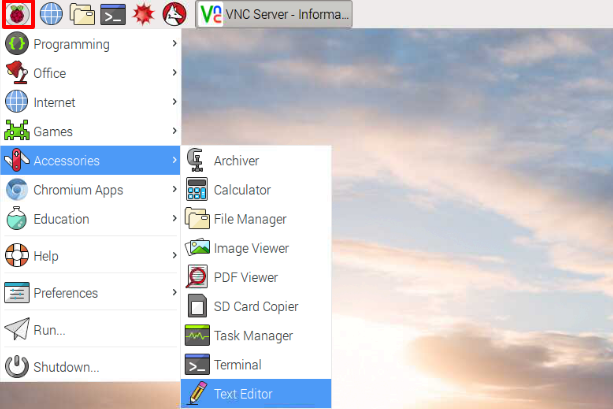 VNC Server - Informa...
Programming
Office
Internet
Games
Accessories
Chromium Apps
Education
Help
Preferences
Run...
Shutdown...
Archiver
Calculator
File Manager
Image Viewer
PDF Viewer
SD Card Copier
Task Manager
Terminal
Text Editor